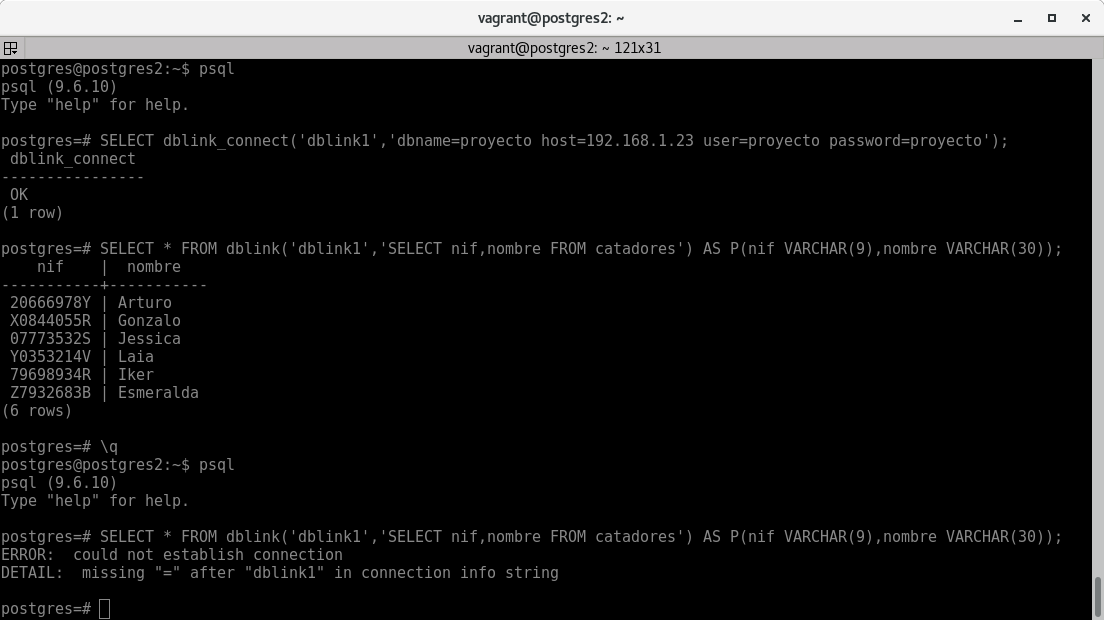 vagrant@postgres2: ~
vagrant@postgres2: ~ 121x31
postgres@postgres2:~$ psql
psql (9.6.10)
Type "help" for help.
postgres=# SELECT dblink_connect('dblink1','dbname=proyecto host=192.168.1.23 user=proyecto password=proyecto');
 dblink_connect
----------------
 OK
(1 row)
postgres=# SELECT * FROM dblink('dblink1','SELECT nif,nombre FROM catadores') AS P(nif VARCHAR(9),nombre VARCHAR(30));
    nif    |  nombre
-----------+-----------
 20666978Y | Arturo
 X0844055R | Gonzalo
 07773532S | Jessica
 Y0353214V | Laia
 79698934R | Iker
 Z7932683B | Esmeralda
(6 rows)
postgres=# \q
postgres@postgres2:~$ psql
psql (9.6.10)
Type "help" for help.
postgres=# SELECT * FROM dblink('dblink1','SELECT nif,nombre FROM catadores') AS P(nif VARCHAR(9),nombre VARCHAR(30));
ERROR:  could not establish connection
DETAIL:  missing "=" after "dblink1" in connection info string
postgres=#